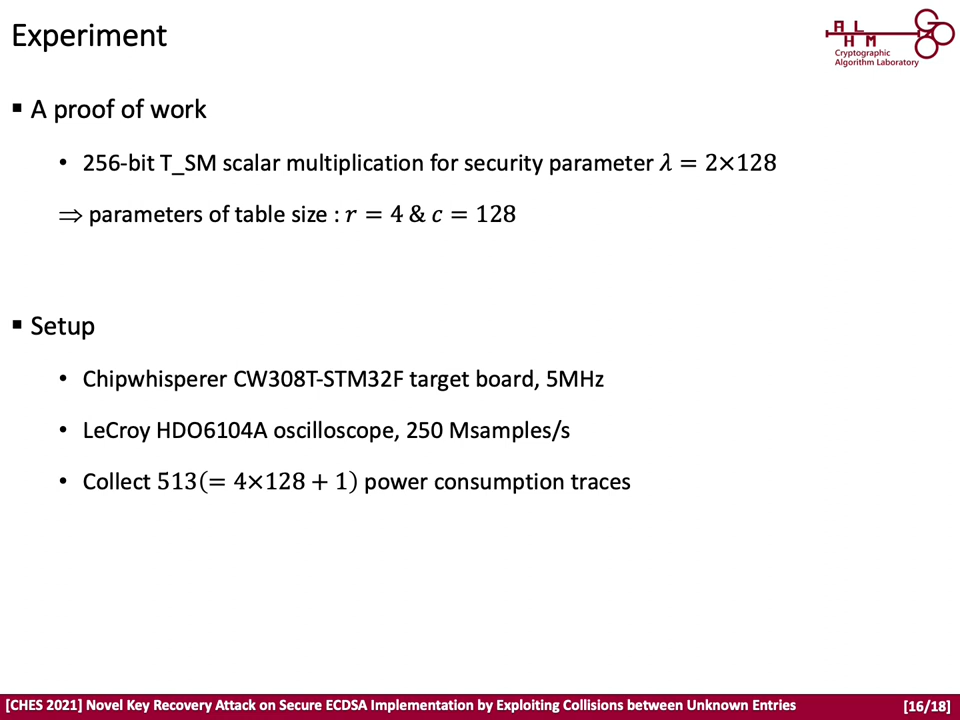 Experiment
A L
H M
Cryptographic
Algorithm Laboratory
▪ A proof of work
• 256-bit T_SM scalar multiplication for security parameter 𝜆 = 2×128
⇒ parameters of table size : 𝑟 = 4 & 𝑐 = 128
▪ Setup
• Chipwhisperer CW308T-STM32F target board, 5MHz
• LeCroy HDO6104A oscilloscope, 250 Msamples/s
• Collect 513(= 4×128 + 1) power consumption traces
[CHES 2021] Novel Key Recovery Attack on Secure ECDSA Implementation by Exploiting Collisions between Unknown Entries [16/18]